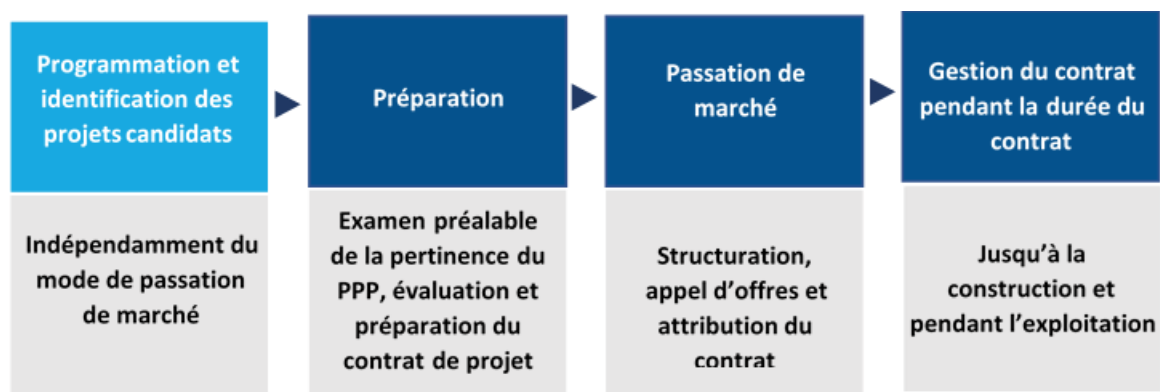 Programmation et
identification des
projets candidats
Indépendamment du
mode de passation
de marché
Préparation
Examen préalable
de la pertinence du
PPP, évaluation et
préparation du
contrat de projet
Passation de
marché
Structuration,
appel d’offres et
attribution du
contrat
Gestion du contrat
pendant la durée du
contrat
Jusqu’à la
construction et
pendant l’exploitation